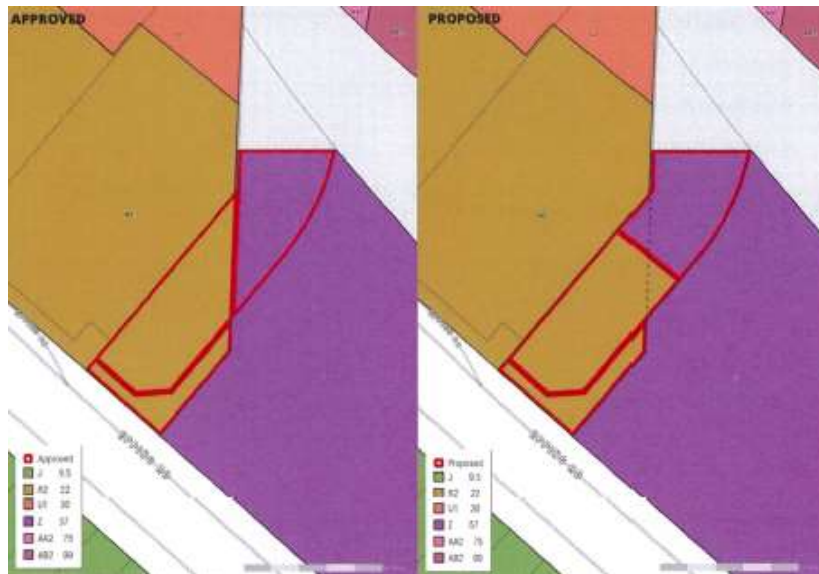 APPROVED
Approved
J 9.5
R2 22
U1 30
Z 57
AA2 75
AB2 99
PROPOSED
Proposed
J 9.5
R2 22
U1 30
Z 57
AA2 75
AB2